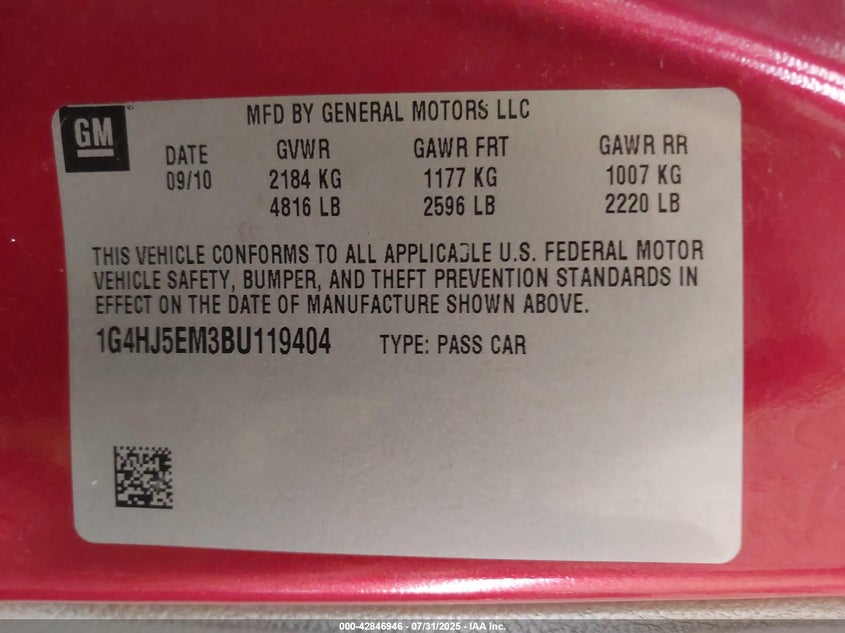 GM
MFD BY GENERAL MOTORS LLC
DATE GVWR GAWR FRT GAWR RR
09/10 2184 KG 1177 KG 1007 KG
4816 LB 2596 LB 2220 LB
THIS VEHICLE CONFORMS TO ALL APPLICABLE U.S. FEDERAL MOTOR
VEHICLE SAFETY, BUMPER, AND THEFT PREVENTION STANDARDS IN
EFFECT ON THE DATE OF MANUFACTURE SHOWN ABOVE.
1G4HJ5EM3BU119404 TYPE: PASS CAR
000-42846946 - 07/31/2025 - IAA Inc.